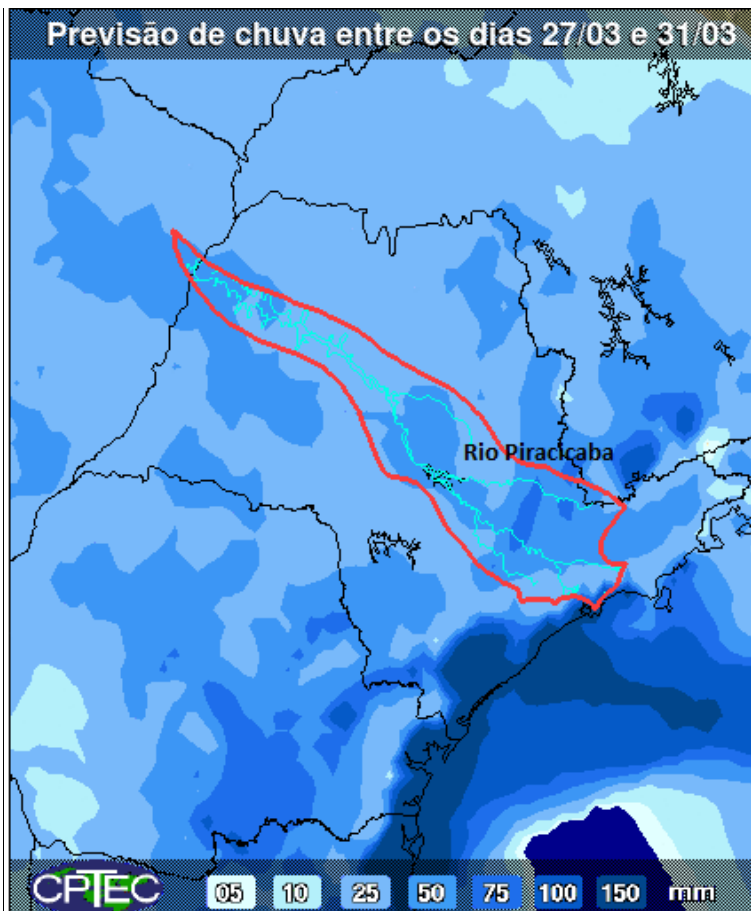 Previsão de chuva entre os dias 27/03 e 31/03
Rio Piracicaba
CPTEC 05 10 25 50 75 100 150 mm